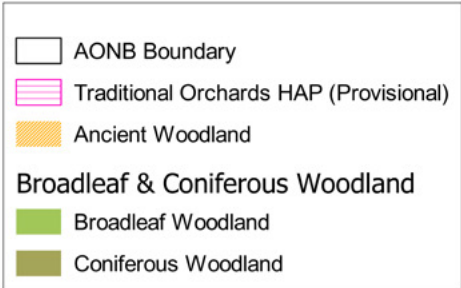 AONB Boundary
Traditional Orchards HAP (Provisional)
Ancient Woodland
Broadleaf & Coniferous Woodland
Broadleaf Woodland
Coniferous Woodland